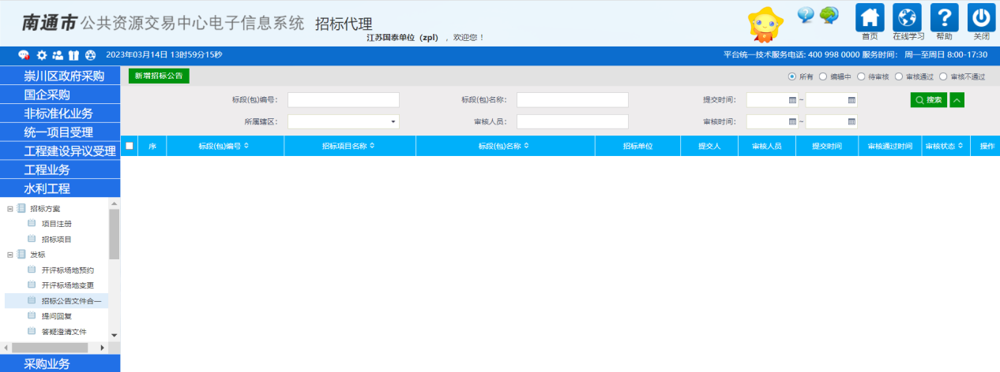 南通市公共资源交易中心电子信息系统 招标代理
江苏国泰单位（zpl），欢迎您！
首页 在线学习 帮助 关闭
2023年03月14日 13时59分15秒
平台统一技术服务电话: 400 998 0000 服务时间： 周一至周日 8:00-17:30
崇川区政府采购
国企采购
非标准化业务
统一项目受理
工程建设异议受理
工程业务
水利工程
招标方案
项目注册
招标项目
发标
开评标场地预约
开评标场地变更
招标公告文件合一
提问回复
答疑澄清文件
采购业务
新增招标公告
所有 编辑中 待审核 审核通过 审核不通过
标段(包)编号： 标段(包)名称： 提交时间： ~ 搜索
所属辖区： 审核人员： 审核时间： ~
序 标段(包)编号 招标项目名称 标段(包)名称 招标单位 提交人 审核人员 提交时间 审核通过时间 审核状态 操作